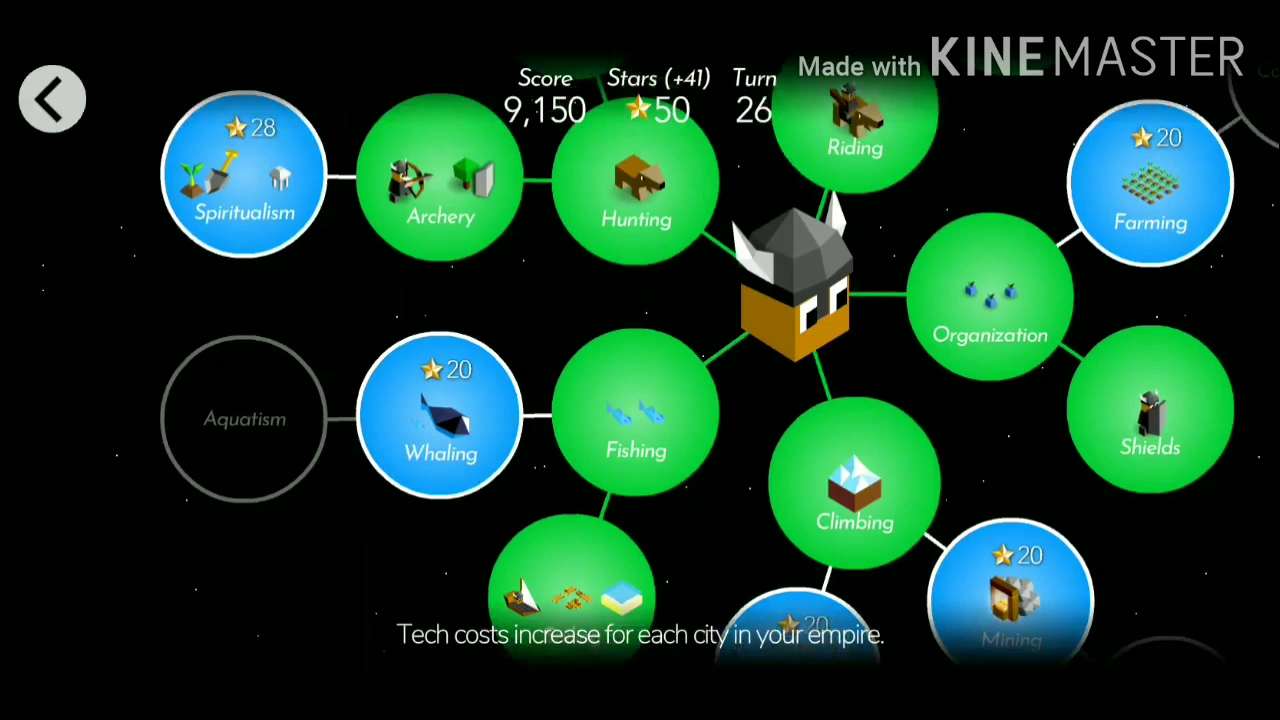 Made with KINEMASTER
Score Stars (+41) Turn
9,150 50 26
28
Spiritualism
Archery
Hunting
Riding
20
Farming
Organization
Shields
Aquatism
20
Whaling
Fishing
Climbing
20
Mining
20
Tech costs increase for each city in your empire.